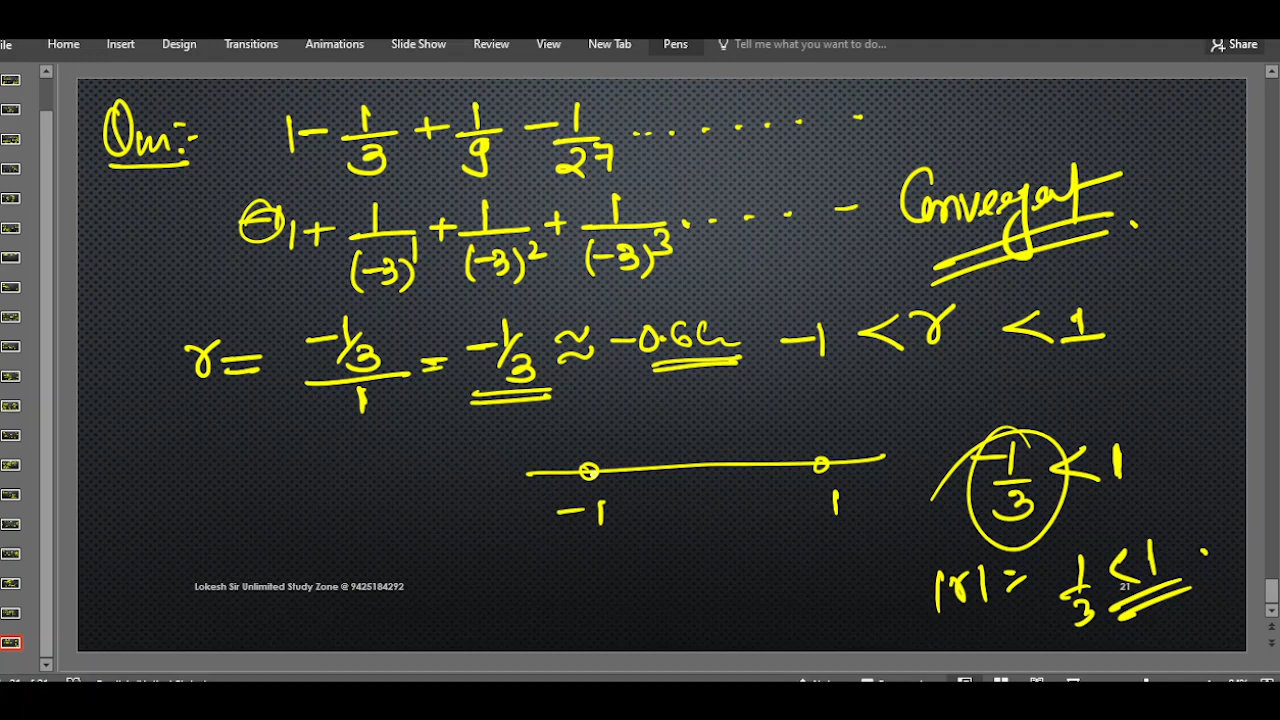 File Home Insert Design Transitions Animations Slide Show Review View New Tab Pens Tell me what you want to do... Share
Qn:- 1 - 1/3 + 1/9 - 1/27 ..........
1 + 1/(-3)^1 + 1/(-3)^2 + 1/(-3)^3 ...... - Convergent.
r = (-1/3)/1 = -1/3 ≈ -0.6 -1 < r < 1
-1 1
-1/3 < 1
|r| = 1/3 < 1
Lokesh Sir Unlimited Study Zone @ 9425184292
21